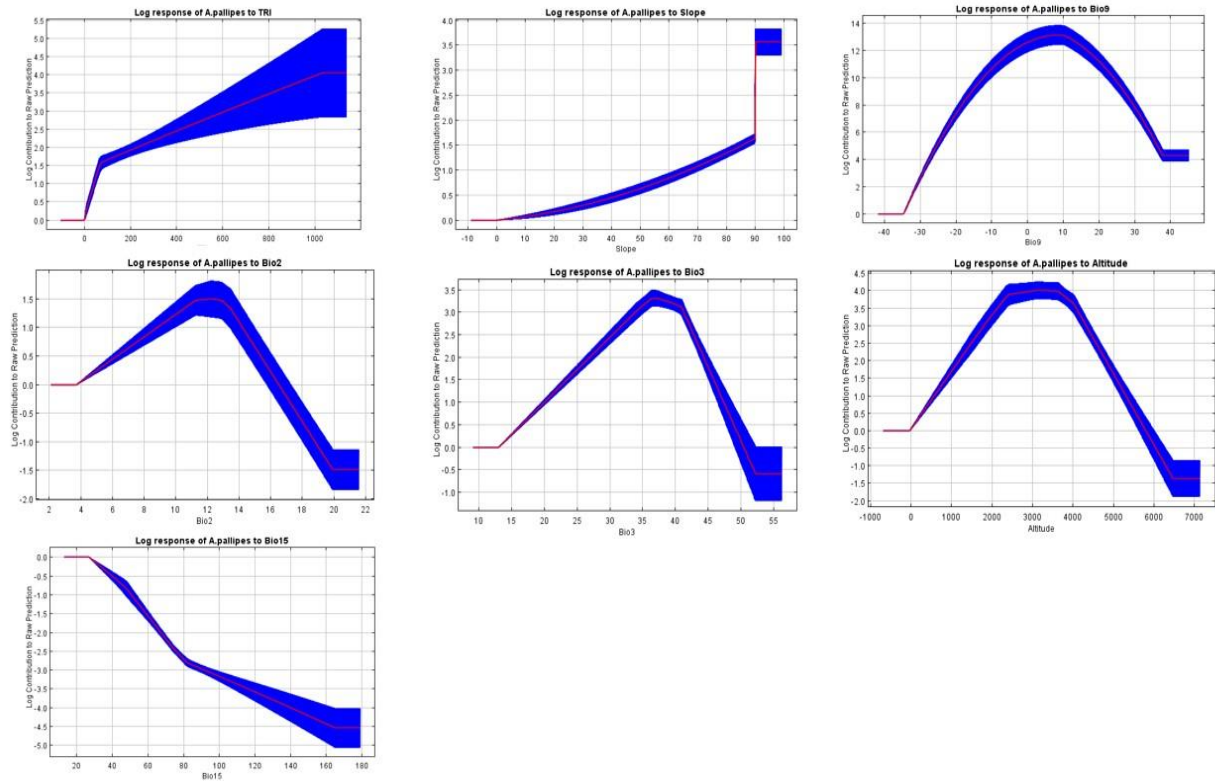 Log response of A.pallipes to TRI
Log Contribution to Raw Prediction
5.5
5.0
4.5
4.0
3.5
3.0
2.5
2.0
1.5
1.0
0.5
0.0
0 200 400 600 800 1000
Log response of A.pallipes to Slope
Log Contribution to Raw Prediction
4.0
3.5
3.0
2.5
2.0
1.5
1.0
0.5
0.0
-10 0 10 20 30 40 50 60 70 80 90 100
Slope
Log response of A.pallipes to Bio9
Log Contribution to Raw Prediction
14
12
10
8
6
4
2
0
-40 -30 -20 -10 0 10 20 30 40
Bio9
Log response of A.pallipes to Bio2
Log Contribution to Raw Prediction
1.5
1.0
0.5
0.0
-0.5
-1.0
-1.5
-2.0
2 4 6 8 10 12 14 16 18 20 22
Bio2
Log response of A.pallipes to Bio3
Log Contribution to Raw Prediction
3.5
3.0
2.5
2.0
1.5
1.0
0.5
0.0
-0.5
-1.0
10 15 20 25 30 35 40 45 50 55
Bio3
Log response of A.pallipes to Altitude
Log Contribution to Raw Prediction
4.5
4.0
3.5
3.0
2.5
2.0
1.5
1.0
0.5
0.0
-0.5
-1.0
-1.5
-2.0
-1000 0 1000 2000 3000 4000 5000 6000 7000
Altitude
Log response of A.pallipes to Bio15
Log Contribution to Raw Prediction
0.0
-0.5
-1.0
-1.5
-2.0
-2.5
-3.0
-3.5
-4.0
-4.5
-5.0
20 40 60 80 100 120 140 160 180
Bio15